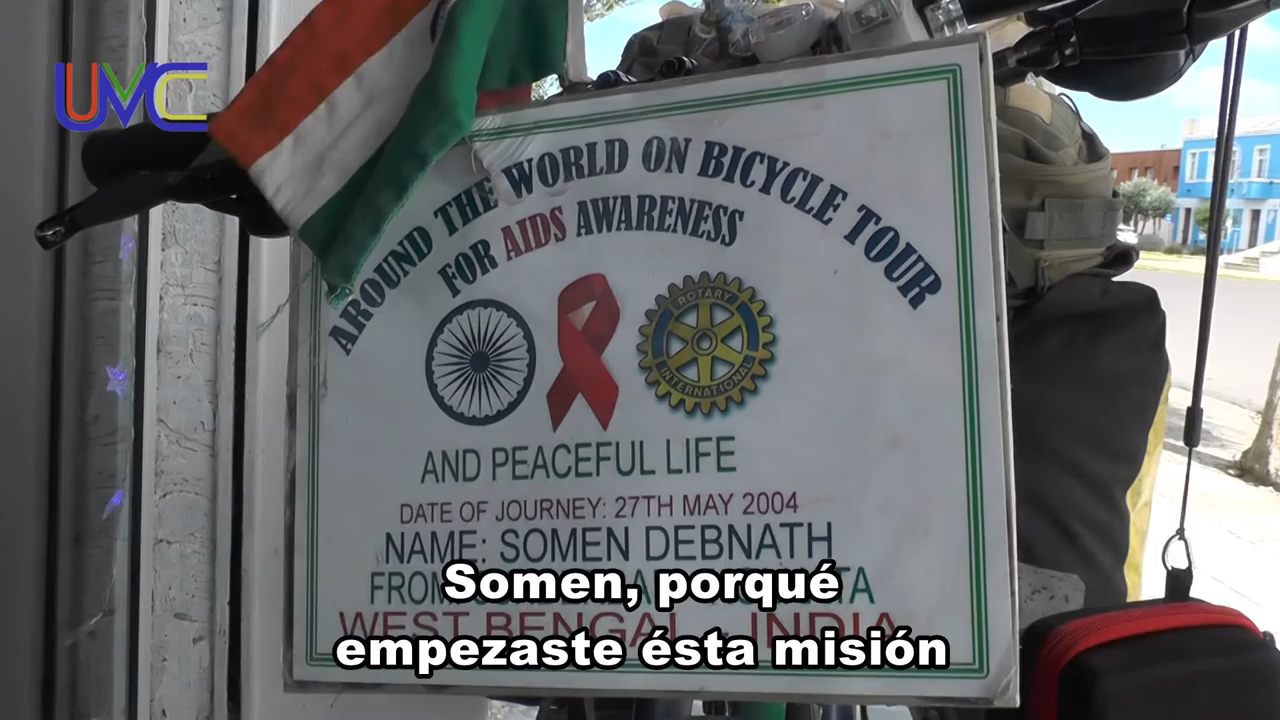 UMC
AROUND THE WORLD ON BICYCLE TOUR
FOR AIDS AWARENESS
ROTARY
INTERNATIONAL
AND PEACEFUL LIFE
DATE OF JOURNEY: 27TH MAY 2004
NAME: SOMEN DEBNATH
FROM
WEST BENGAL INDIA
Somen, porqué
empezaste ésta misión